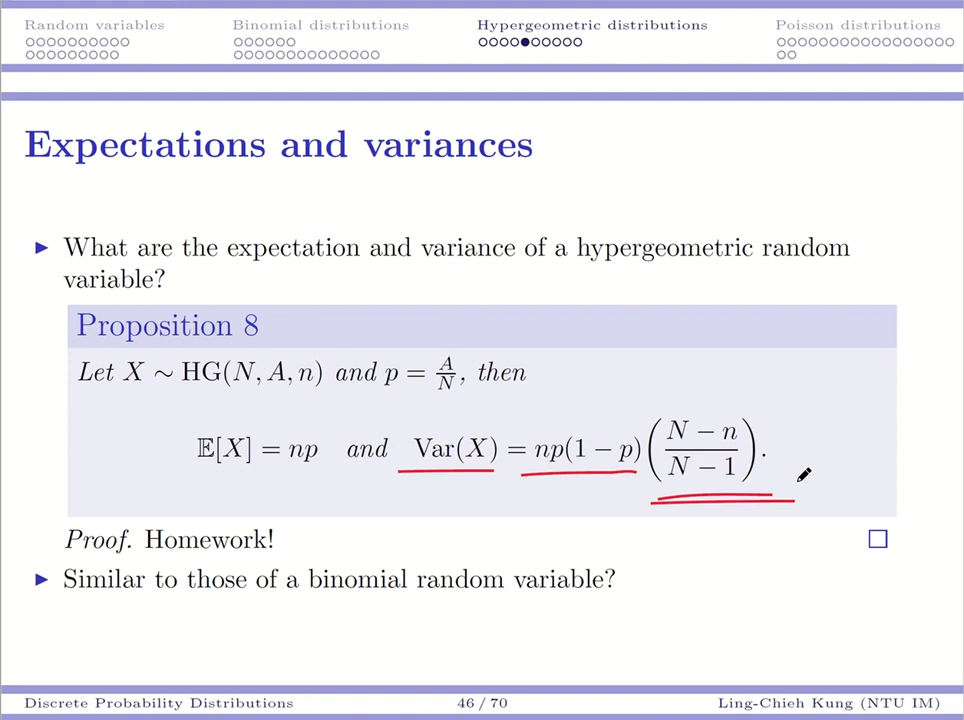 Random variables Binomial distributions Hypergeometric distributions Poisson distributions
Expectations and variances
What are the expectation and variance of a hypergeometric random
variable?
Proposition 8
Let X ∼ HG(N, A, n) and p = A/N, then
𝔼[X] = np and Var(X) = np(1 − p)((N − n)/(N − 1)).
Proof. Homework!
Similar to those of a binomial random variable?
Discrete Probability Distributions 46 / 70 Ling-Chieh Kung (NTU IM)